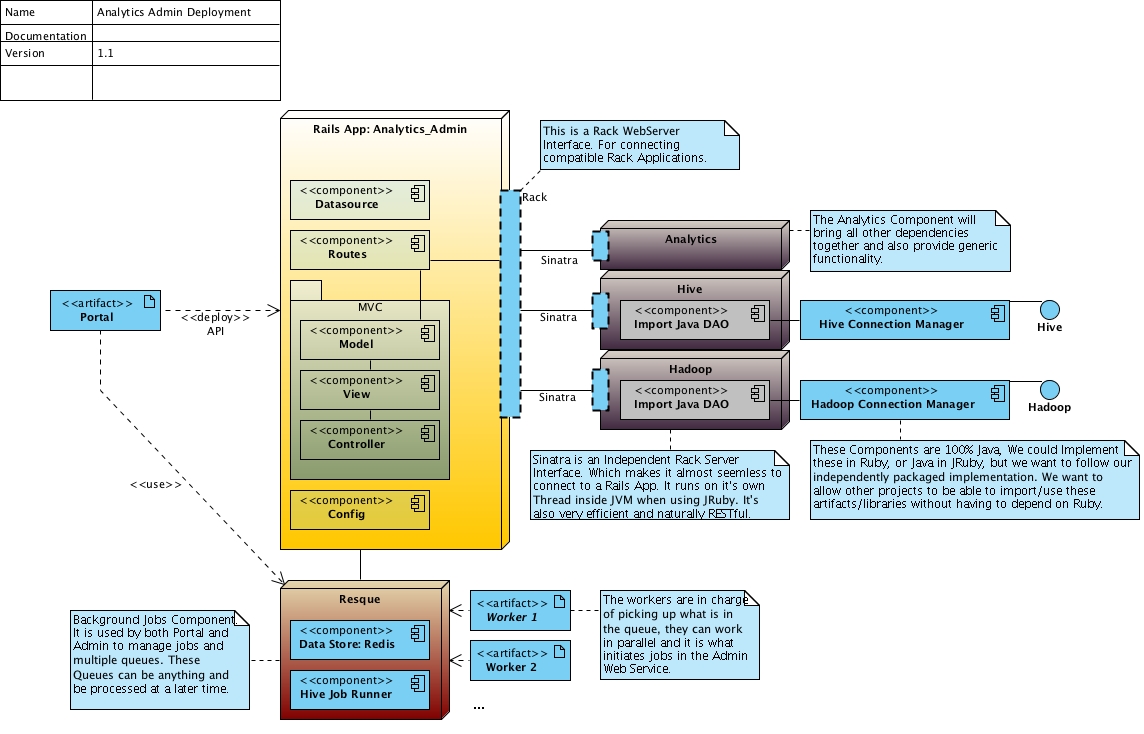 Name Analytics Admin Deployment
Documentation
Version 1.1
Rails App: Analytics_Admin
<<component>>
Datasource
<<component>>
Routes
MVC
<<component>>
Model
<<component>>
View
<<component>>
Controller
<<component>>
Config
<<artifact>>
Portal
<<deploy>>
API
<<use>>
This is a Rack WebServer
Interface. For connecting
compatible Rack Applications.
Rack
Sinatra
Sinatra
Sinatra
Analytics
The Analytics Component will
bring all other dependencies
together and also provide generic
functionality.
Hive
<<component>>
Import Java DAO
<<component>>
Hive Connection Manager
Hive
Hadoop
<<component>>
Import Java DAO
<<component>>
Hadoop Connection Manager
Hadoop
Sinatra is an Independent Rack Server
Interface. Which makes it almost seemless to
connect to a Rails App. It runs on it's own
Thread inside JVM when using JRuby. It's
also very efficient and naturally RESTful.
These Components are 100% Java, We could Implement
these in Ruby, or Java in JRuby, but we want to follow our
independently packaged implementation. We want to
allow other projects to be able to import/use these
artifacts/libraries without having to depend on Ruby.
Resque
<<component>>
Data Store: Redis
<<component>>
Hive Job Runner
Background Jobs Component
It is used by both Portal and
Admin to manage jobs and
multiple queues. These
Queues can be anything and
be processed at a later time.
<<artifact>>
Worker 1
<<artifact>>
Worker 2
...
The workers are in charge
of picking up what is in
the queue, they can work
in parallel and it is what
initiates jobs in the Admin
Web Service.